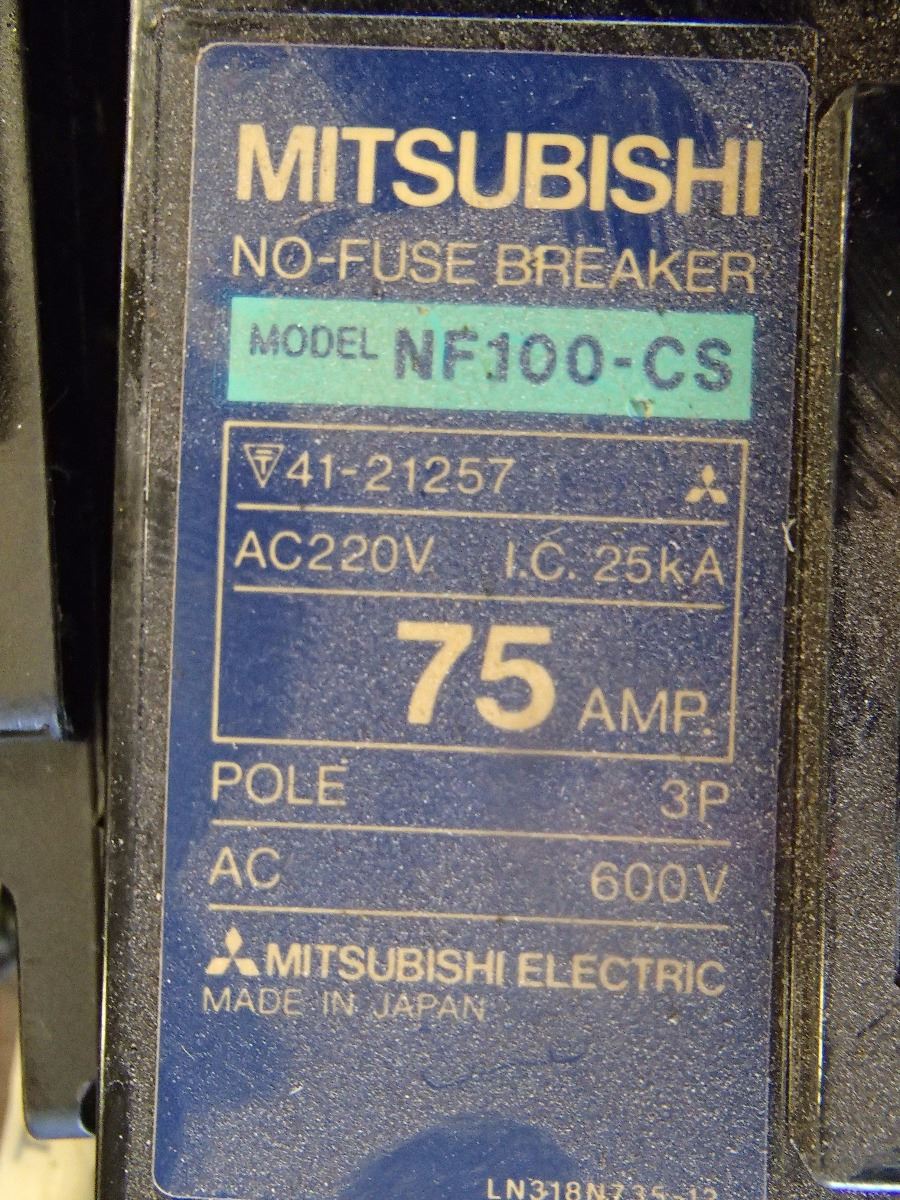 MITSUBISHI
NO-FUSE BREAKER
MODEL NF100-CS
41-21257
AC220V I.C. 25kA
75 AMP.
POLE 3P
AC 600V
MITSUBISHI ELECTRIC
MADE IN JAPAN
LN318N735